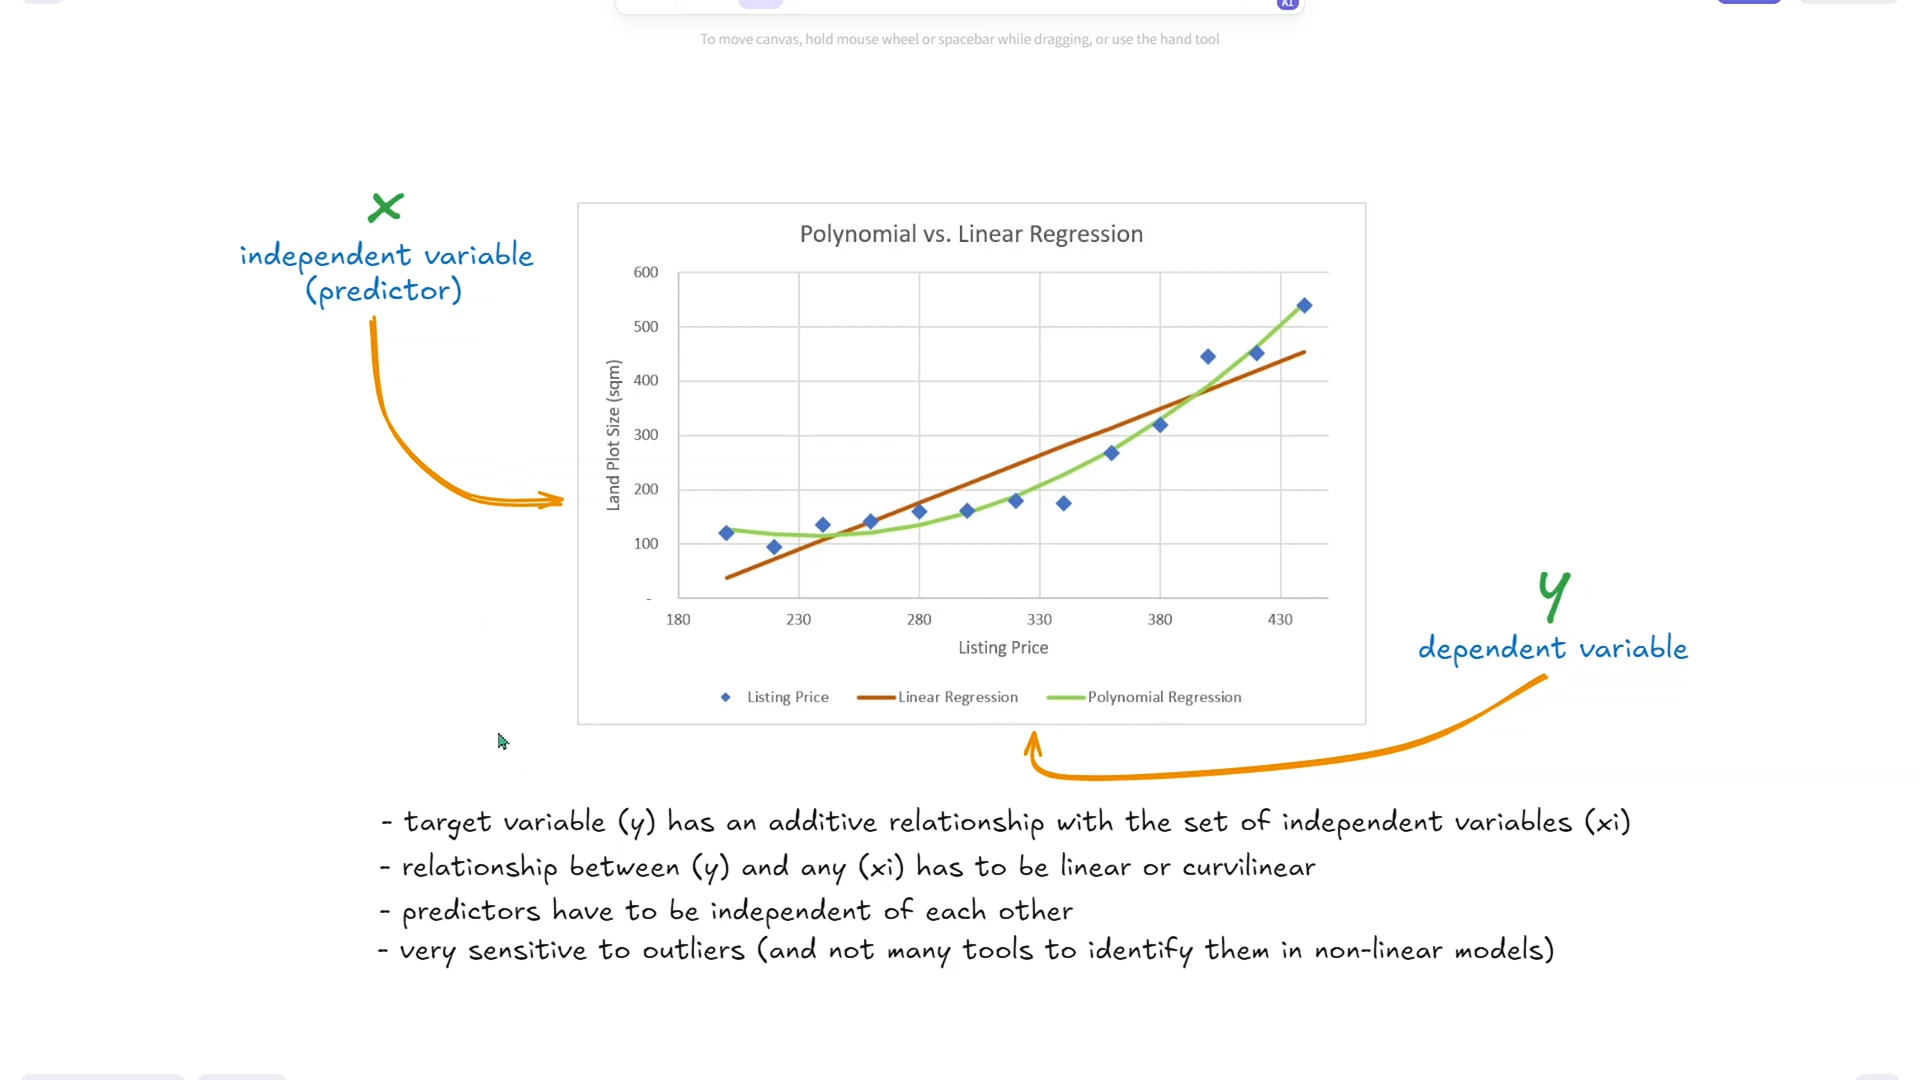 AI
To move canvas, hold mouse wheel or spacebar while dragging, or use the hand tool
x
independent variable
(predictor)
Polynomial vs. Linear Regression
600
500
400
300
200
100
-
Land Plot Size (sqm)
180 230 280 330 380 430
Listing Price
Listing Price Linear Regression Polynomial Regression
y
dependent variable
- target variable (y) has an additive relationship with the set of independent variables (xi)
- relationship between (y) and any (xi) has to be linear or curvilinear
- predictors have to be independent of each other
- very sensitive to outliers (and not many tools to identify them in non-linear models)